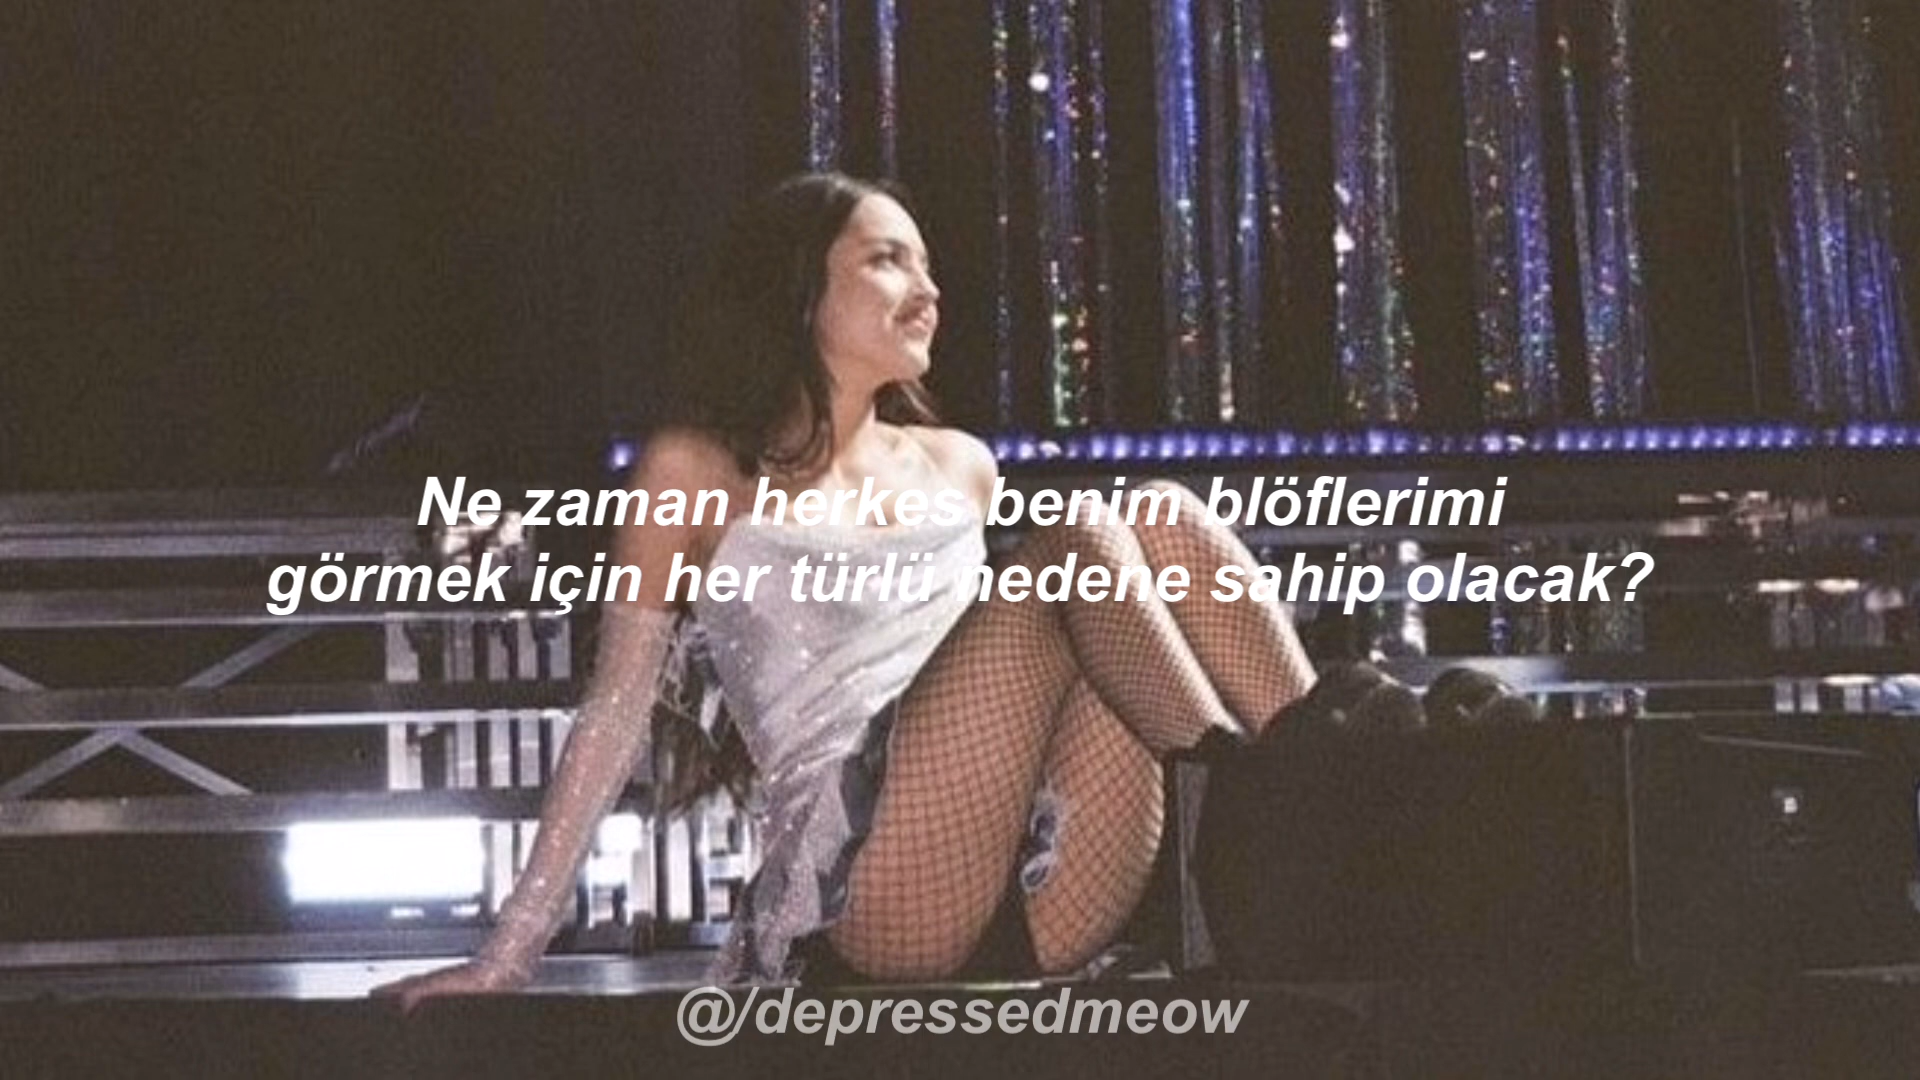 Ne zaman herkes benim blöflerimi
görmek için her türlü nedene sahip olacak?
@/depressedmeow